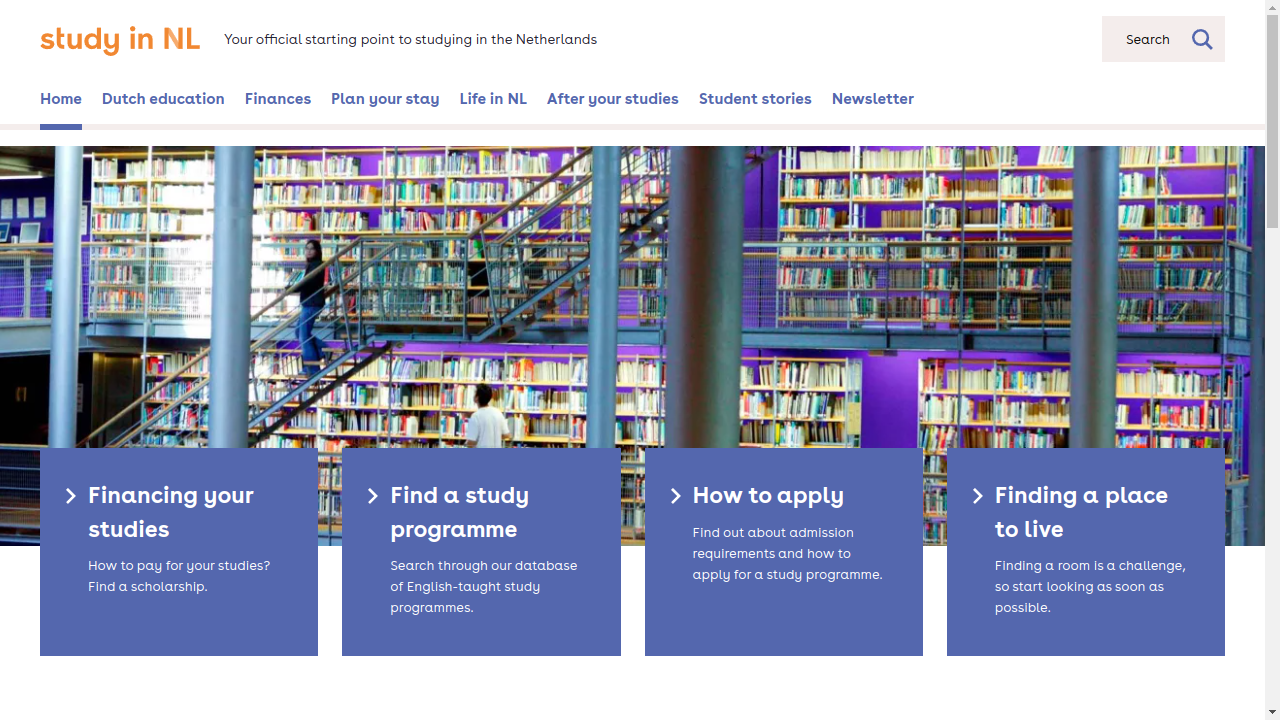 study in NL
Your official starting point to studying in the Netherlands
Search
Home
Dutch education
Finances
Plan your stay
Life in NL
After your studies
Student stories
Newsletter
Financing your
studies
How to pay for your studies?
Find a scholarship.
Find a study
programme
Search through our database
of English-taught study
programmes.
How to apply
Find out about admission
requirements and how to
apply for a study programme.
Finding a place
to live
Finding a room is a challenge,
so start looking as soon as
possible.